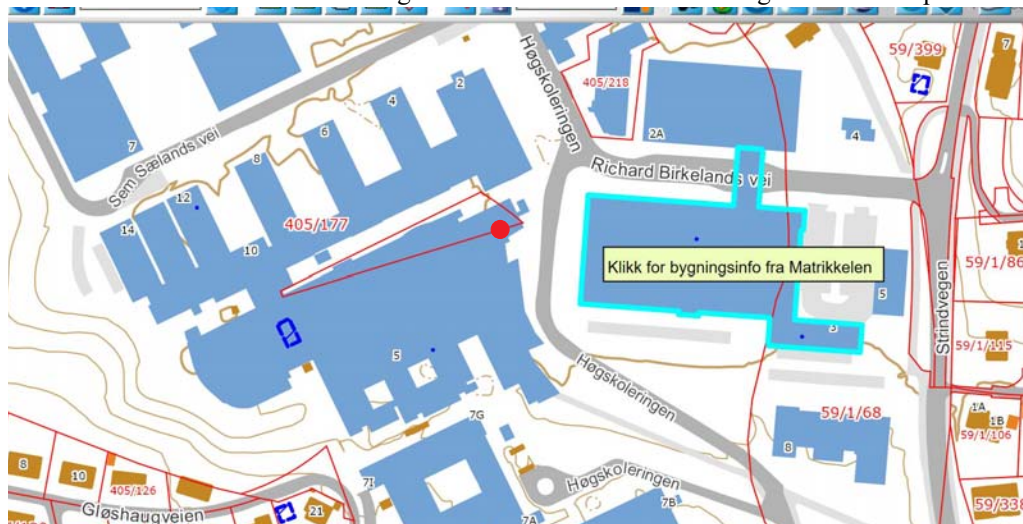 59/399
7
Høgskoleringen
405/218
2
4
2A
4
6
7
8
Sem Sælands vei
Richard Birkelands vei
12
405/177
14
10
Klikk for bygningsinfo fra Matrikkelen
59/1/86
5
3
Strindvegen
59/1/115
5
Høgskoleringen
7G
59/1/68
1A
1B
59/1/106
8
8
10
405/126
7I
Høgskoleringen
Gløshaugveien
21
7A
7B